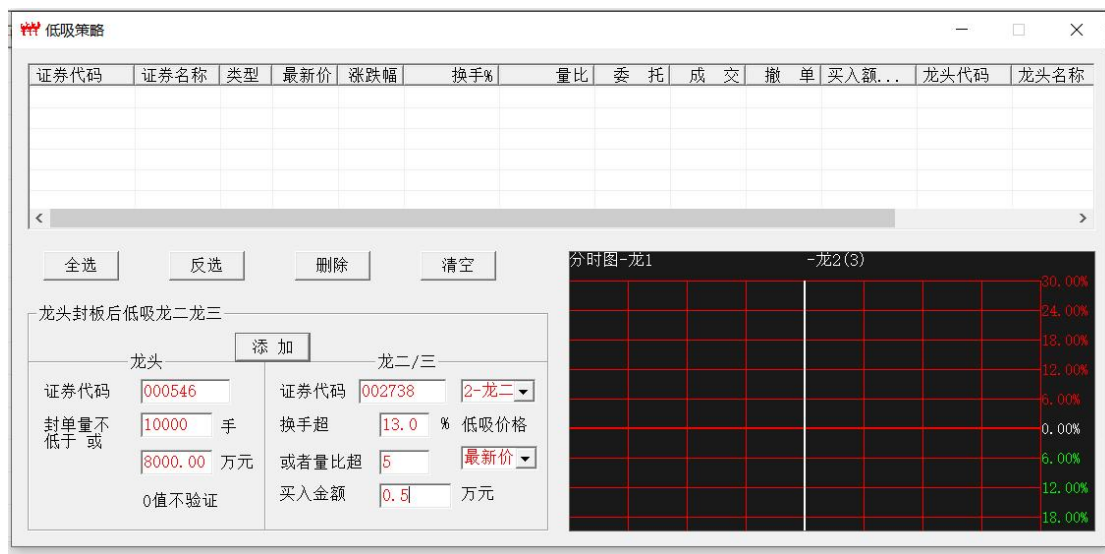 低吸策略
证券代码 证券名称 类型 最新价 涨跌幅 换手% 量比 委 托 成 交 撤 单 买入额... 龙头代码 龙头名称
全选 反选 删除 清空
分时图-龙1 -龙2(3)
30.00%
24.00%
18.00%
12.00%
6.00%
0.00%
6.00%
12.00%
18.00%
龙头封板后低吸龙二龙三
添 加
龙头 龙二/三
证券代码 000546 证券代码 002738 2-龙二
封单量不
低于 或 10000 手 换手超 13.0 % 低吸价格
8000.00 万元 或者量比超 5 最新价
0值不验证 买入金额 0.5 万元